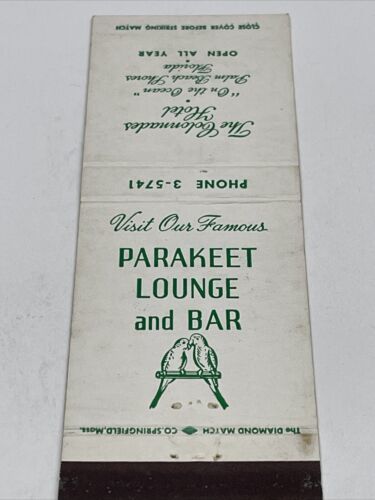 CLOSE COVER BEFORE STRIKING MATCH
The Colonnades
Hotel
•
"On the Ocean"
Palm Beach Shores
Florida
•
OPEN ALL YEAR
PHONE 3-5741
Visit Our Famous
PARAKEET
LOUNGE
and BAR
The DIAMOND MATCH CO. SPRINGFIELD, Mass.